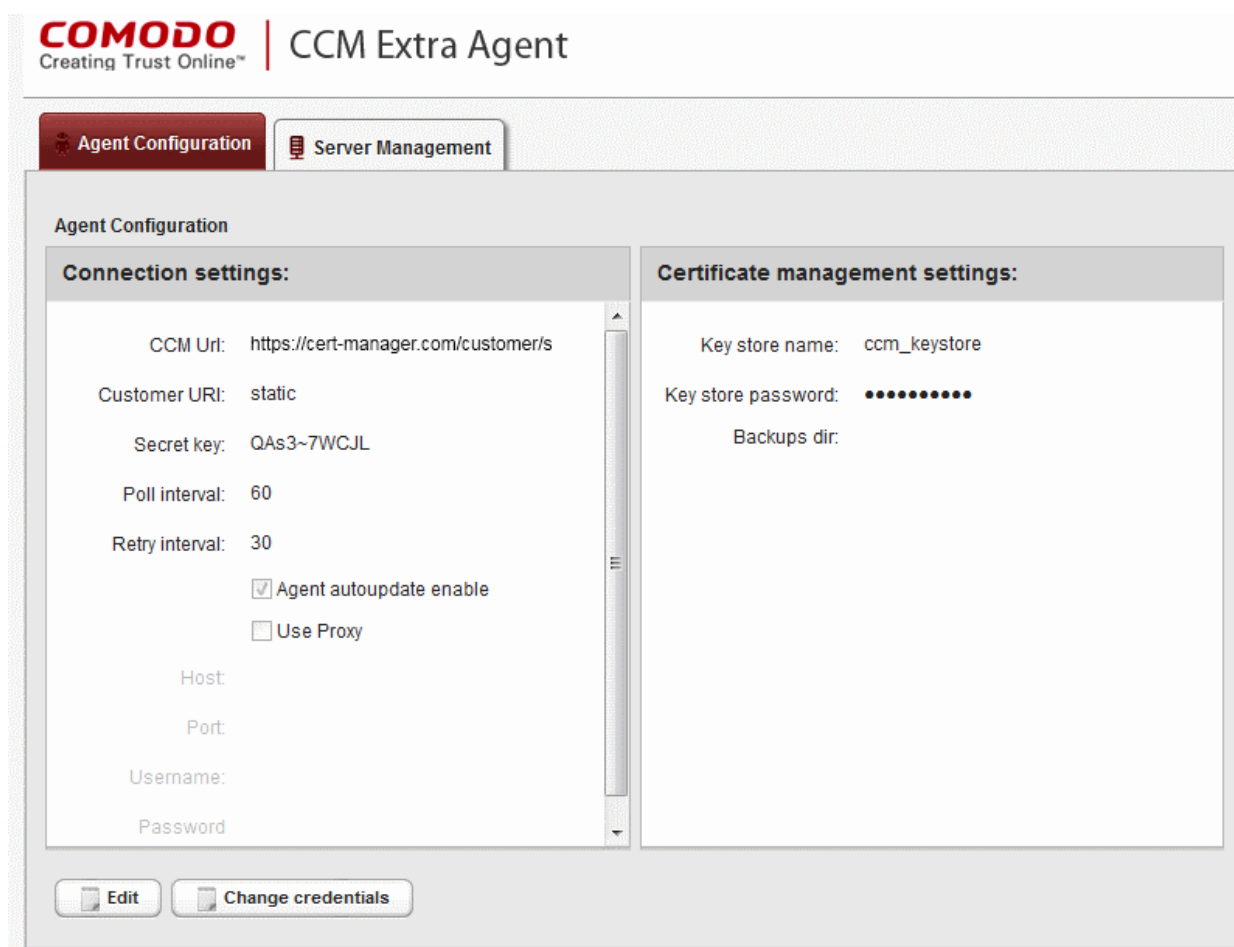 COMODO
Creating Trust Online™
CCM Extra Agent
Agent Configuration
Server Management
Agent Configuration
Connection settings:
CCM Url: https://cert-manager.com/customer/s
Customer URI: static
Secret key: QAs3~7WCJL
Poll interval: 60
Retry interval: 30
Agent autoupdate enable
Use Proxy
Host:
Port:
Username:
Password
Certificate management settings:
Key store name: ccm_keystore
Key store password: ••••••••••
Backups dir:
Edit
Change credentials